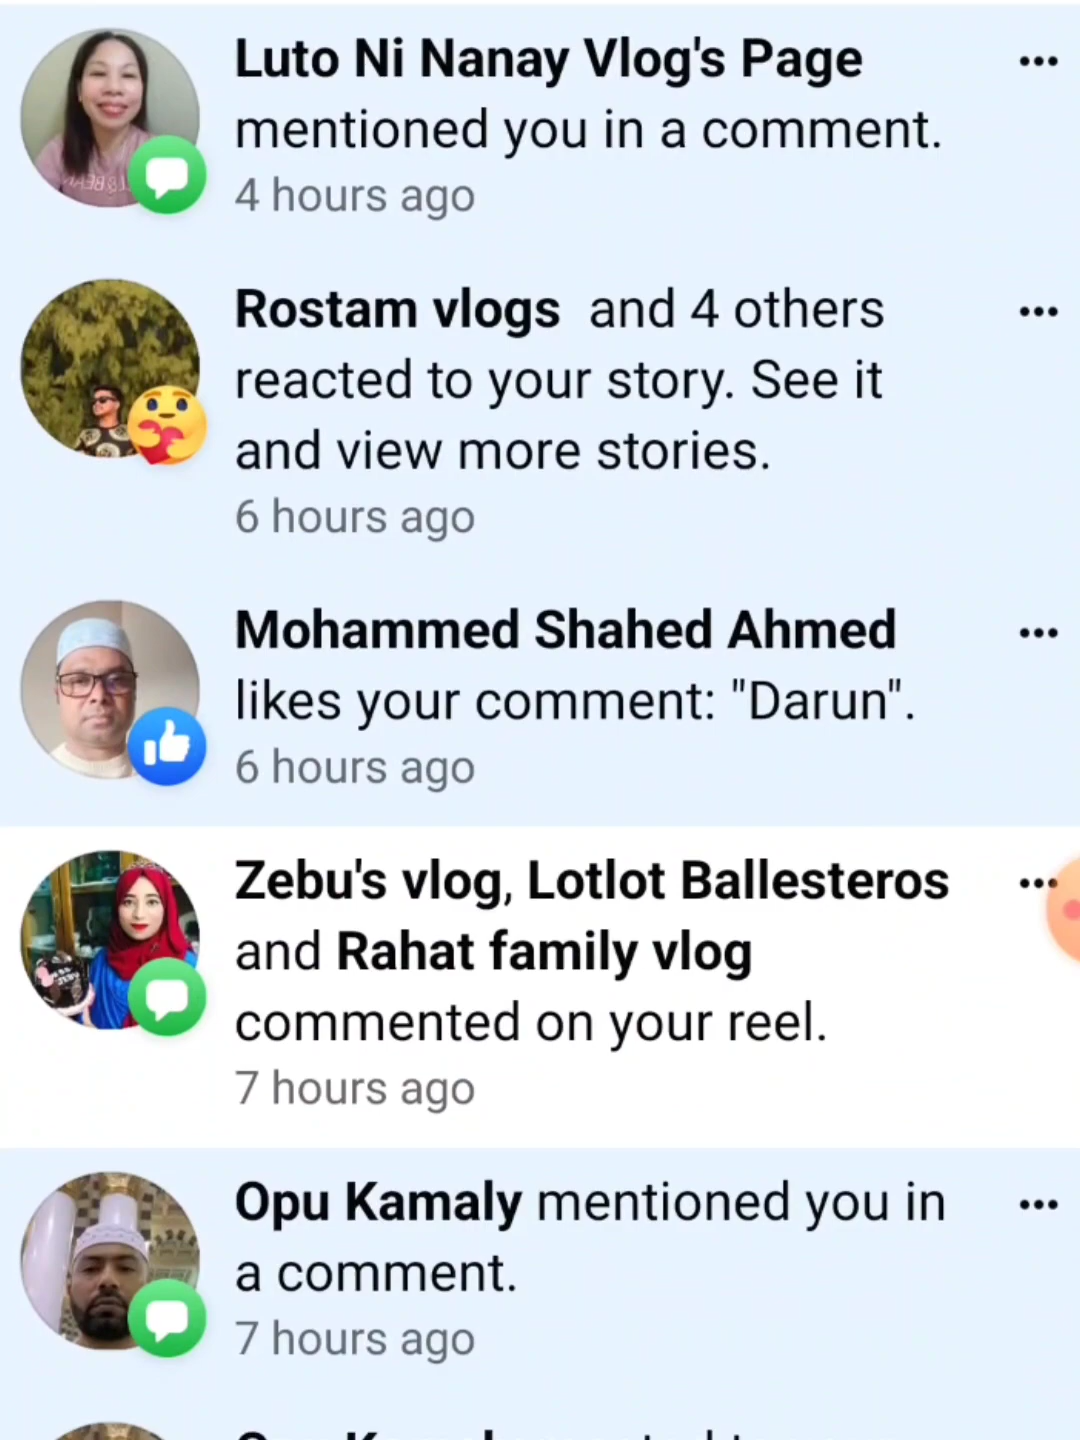 Luto Ni Nanay Vlog's Page
mentioned you in a comment.
4 hours ago
Rostam vlogs and 4 others
reacted to your story. See it
and view more stories.
6 hours ago
Mohammed Shahed Ahmed
likes your comment: "Darun".
6 hours ago
Zebu's vlog, Lotlot Ballesteros
and Rahat family vlog
commented on your reel.
7 hours ago
Opu Kamaly mentioned you in
a comment.
7 hours ago